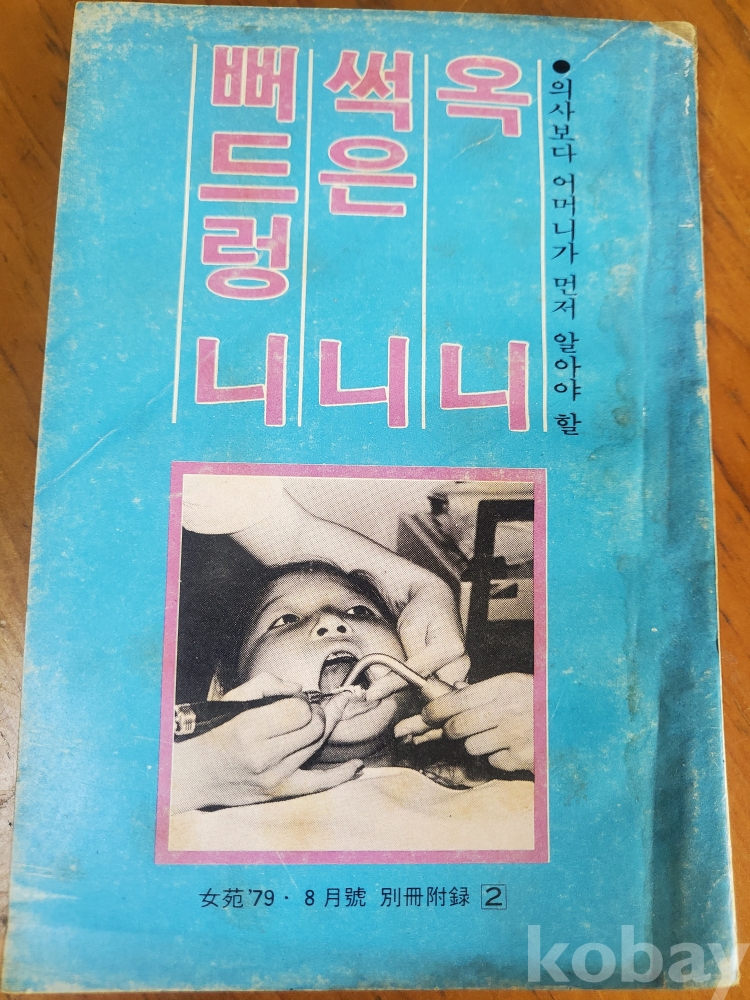 ●의사보다 어머니가 먼저 알아야 할
옥니
썩은니
뻐드렁니
女苑'79· 8月號 別冊附録 2
kobay